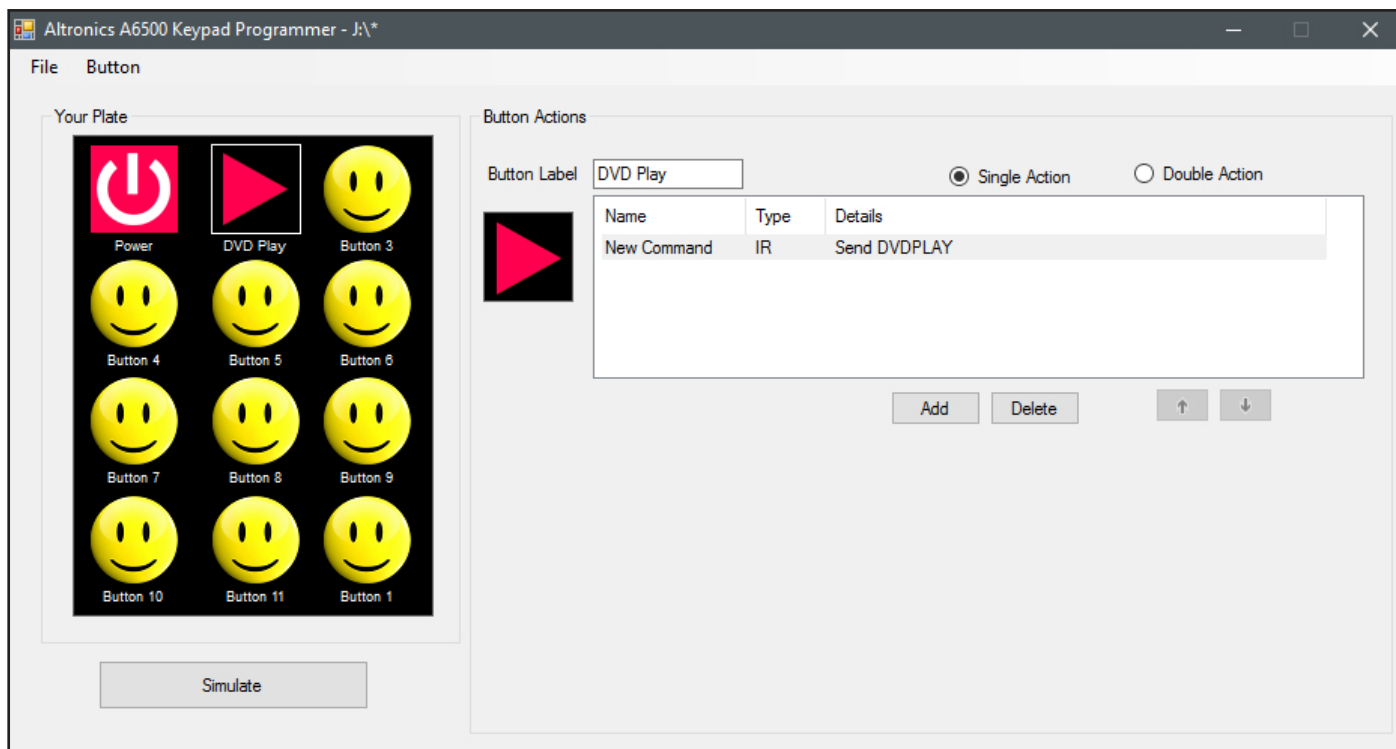 Altronics A6500 Keypad Programmer - J:\*
File Button
Your Plate
Power DVD Play Button 3
Button 4 Button 5 Button 6
Button 7 Button 8 Button 9
Button 10 Button 11 Button 1
Simulate
Button Actions
Button Label DVD Play Single Action Double Action
Name Type Details
New Command IR Send DVDPLAY
Add Delete